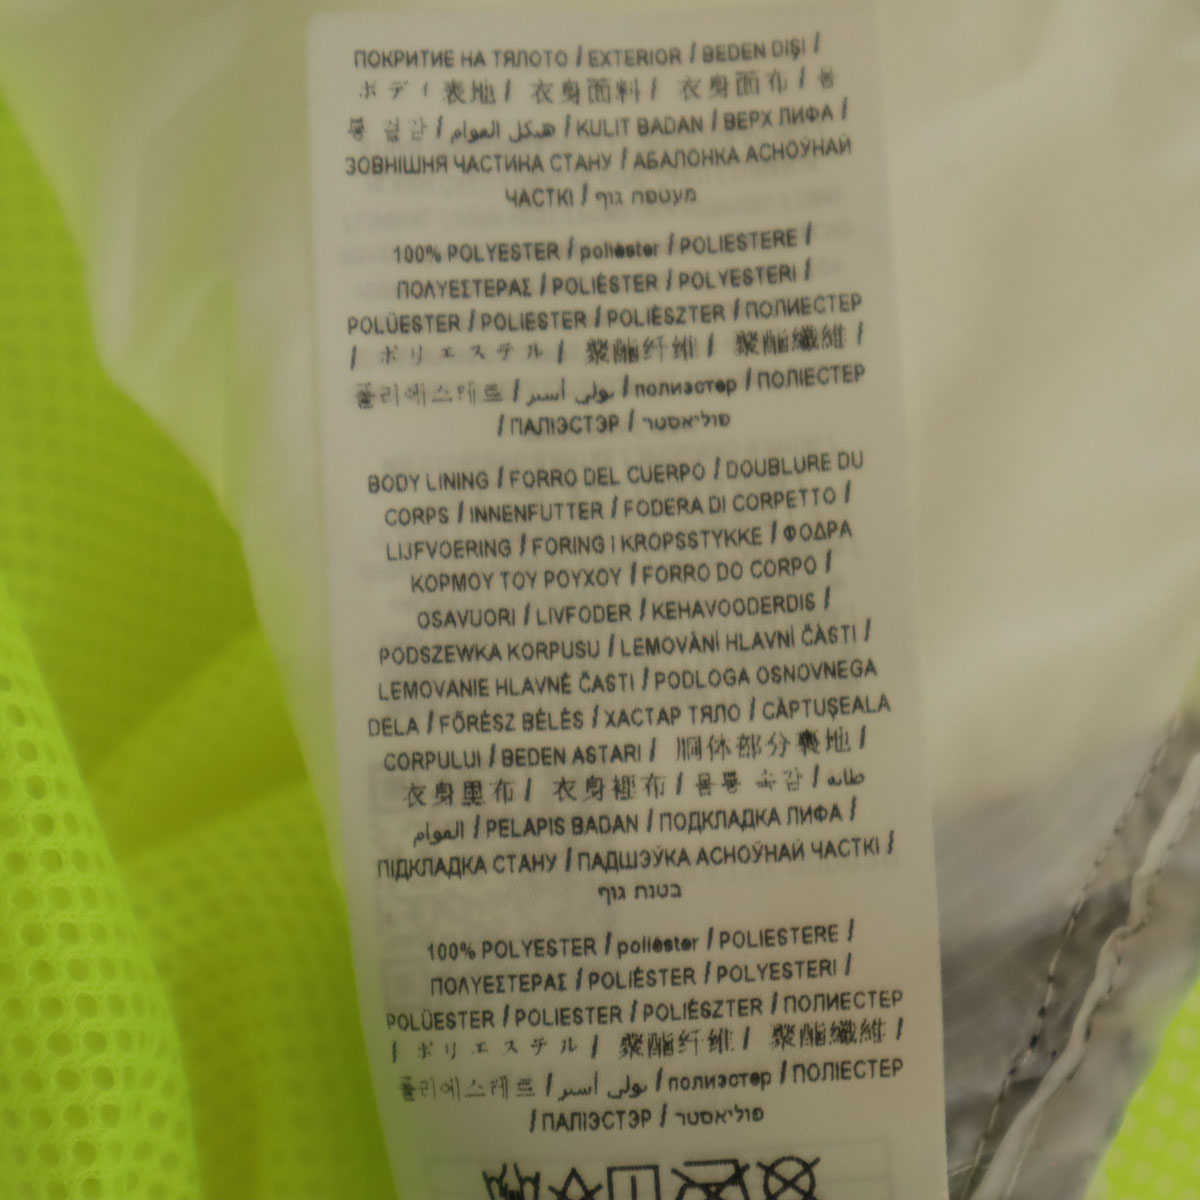 ПОКРИТИЕ НА ТЯЛОТО / EXTERIOR / BEDEN DIŞI /
ボディ表地 / 衣身面料 / 衣身面布 / 몸
통 겉감 / هيكل العوام / KULIT BADAN / ВЕРХ ЛИФА /
ЗОВНІШНЯ ЧАСТИНА СТАНУ / АБАЛОНКА АСНОЎНАЙ
ЧАСТКІ / מעטפת גוף
100% POLYESTER / poliéster / POLIESTERE /
ΠΟΛΥΕΣΤΕΡΑΣ / POLIÉSTER / POLYESTERI /
POLÜESTER / POLIESTER / POLIÉSZTER / ПОЛИЕСТЕР
/ ポリエステル / 聚酯纤维 / 聚酯纖維 /
폴리에스테르 / بولي أستر / полиэстер / ПОЛІЕСТЕР
/ ПАЛІЭСТЭР / פוליאסטר
BODY LINING / FORRO DEL CUERPO / DOUBLURE DU
CORPS / INNENFUTTER / FODERA DI CORPETTO /
LIJFVOERING / FORING I KROPSSTYKKE / ΦΟΔΡΑ
ΚΟΡΜΟΥ ΤΟΥ ΡΟΥΧΟΥ / FORRO DO CORPO /
OSAVUORI / LIVFODER / KEHAVOODERDIS /
PODSZEWKA KORPUSU / LEMOVÁNÍ HLAVNÍ ČÁSTI /
LEMOVANIE HLAVNÉ ČASTI / PODLOGA OSNOVNEGA
DELA / FŐRÉSZ BÉLÉS / ХАСТАР ТЯЛО / CĂPTUŞEALA
CORPULUI / BEDEN ASTARI / 胴体部分裏地 /
衣身里布 / 衣身裡布 / 몸통 속감 / بطانه
العوام / PELAPIS BADAN / ПОДКЛАДКА ЛИФА /
ПІДКЛАДКА СТАНУ / ПАДШЭЎКА АСНОЎНАЙ ЧАСТКІ /
בטנת גוף
100% POLYESTER / poliéster / POLIESTERE /
ΠΟΛΥΕΣΤΕΡΑΣ / POLIÉSTER / POLYESTERI /
POLÜESTER / POLIESTER / POLIÉSZTER / ПОЛИЕСТЕР
/ ポリエステル / 聚酯纤维 / 聚酯纖維 /
폴리에스테르 / بولي أستر / полиэстер / ПОЛІЕСТЕР
/ ПАЛІЭСТЭР / פוליאסטר